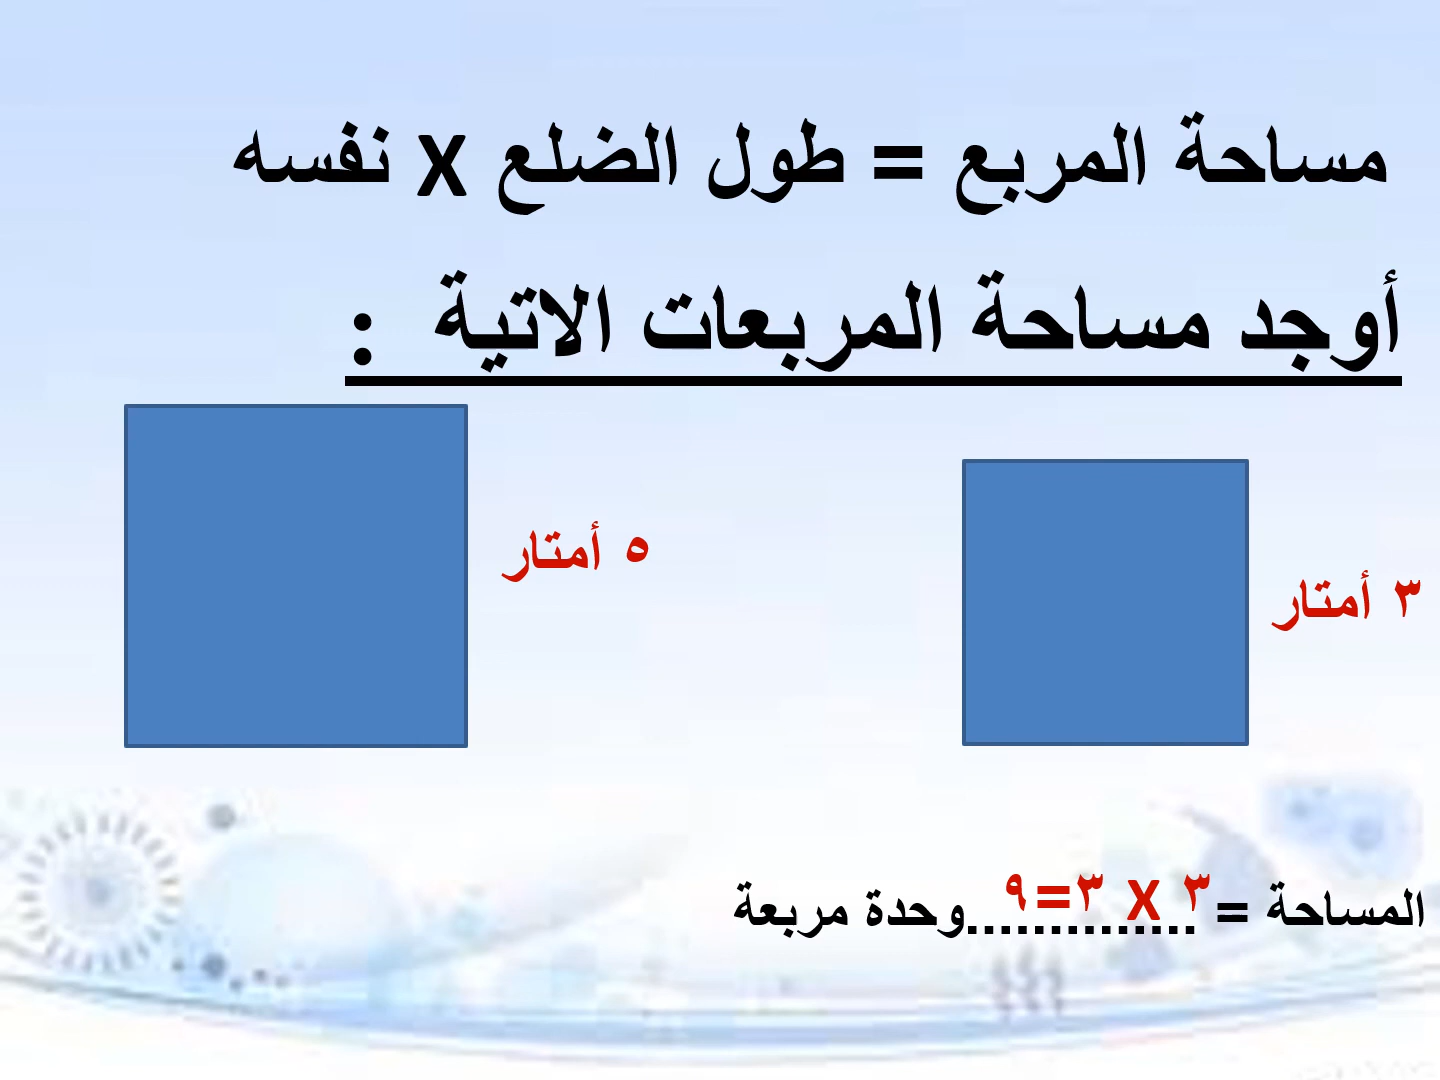 مساحة المربع = طول الضلع x نفسه
أوجد مساحة المربعات الاتية :
٣ أمتار
٥ أمتار
المساحة = ..............وحدة مربعة
٣ x ٣=٩